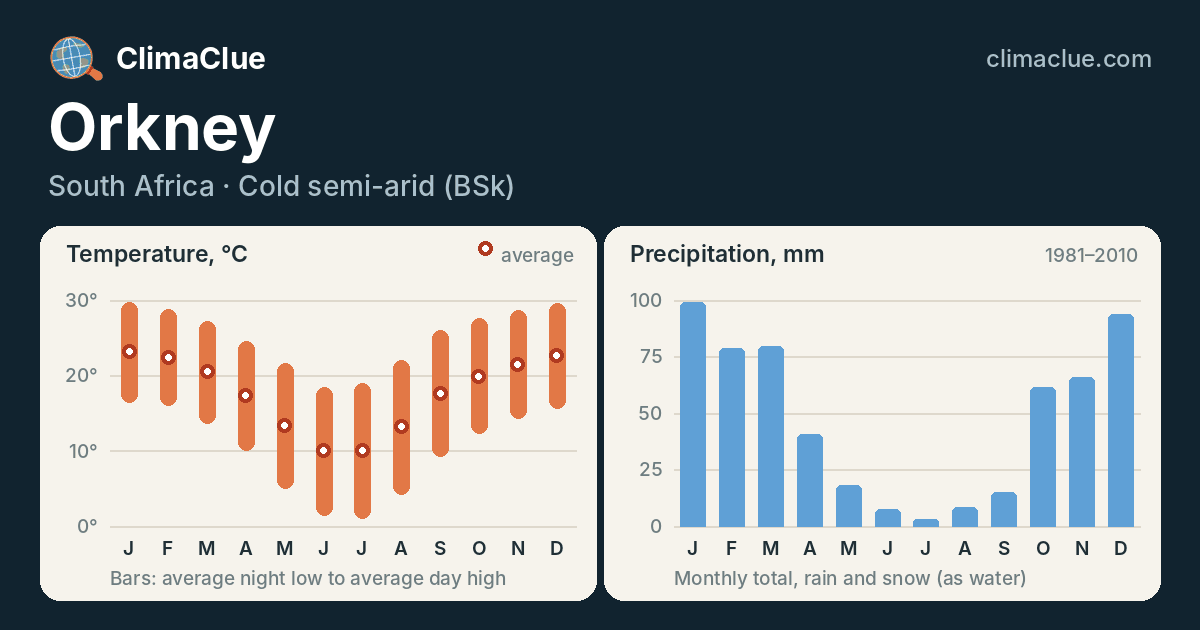 ClimaClue
climaclue.com
Orkney
South Africa · Cold semi-arid (BSk)
Temperature, °C
average
30°
20°
10°
0°
J F M A M J J A S O N D
Bars: average night low to average day high
Precipitation, mm
1981–2010
100
75
50
25
0
J F M A M J J A S O N D
Monthly total, rain and snow (as water)